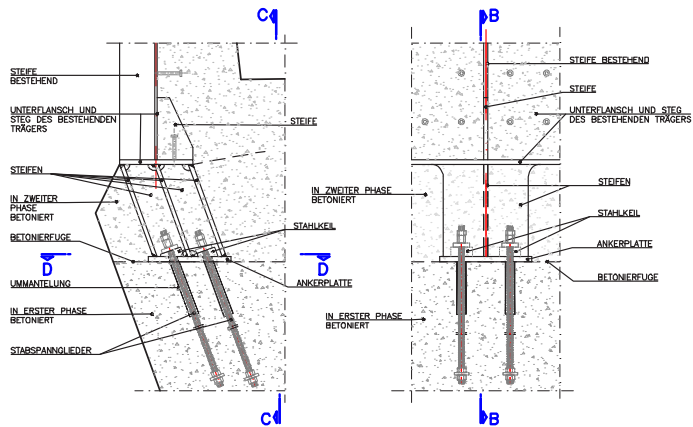 C
B
STEIFE
BESTEHEND
UNTERFLANSCH UND
STEG DES BESTEHENDEN
TRÄGERS
STEIFE
STEIFEN
IN ZWEITER
PHASE
BETONIERT
STAHLKEIL
BETONIERFUGE
D
D
UMMANTELUNG
ANKERPLATTE
IN ERSTER PHASE
BETONIERT
STABSPANNGLIEDER
C
STEIFE BESTEHEND
STEIFE
UNTERFLANSCH UND STEG
DES BESTEHENDEN TRÄGERS
IN ZWEITER PHASE
BETONIERT
STEIFEN
STAHLKEIL
ANKERPLATTE
BETONIERFUGE
IN ERSTER PHASE
BETONIERT
B